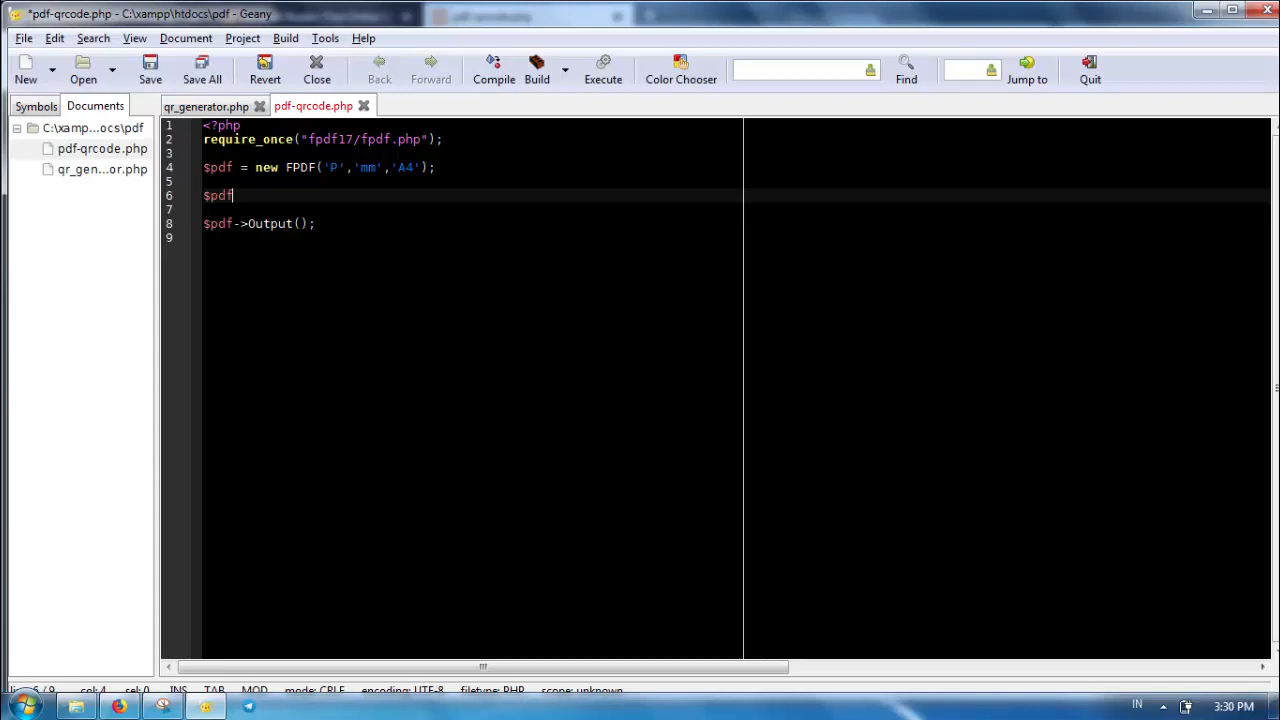 *pdf-qrcode.php - C:\xampp\htdocs\pdf - Geany
File Edit Search View Document Project Build Tools Help
New Open Save Save All Revert Close Back Forward Compile Build Execute Color Chooser Find Jump to Quit
Symbols Documents qr_generator.php pdf-qrcode.php
C:\xamp...ocs\pdf
pdf-qrcode.php
qr_gen...or.php
1 <?php
2 require_once("fpdf17/fpdf.php");
3
4 $pdf = new FPDF('P','mm','A4');
5
6 $pdf
7
8 $pdf->Output();
9
col: 4 sel: 0 INS TAB MOD mode: CRLF encoding: UTF-8 filetype: PHP scope: unknown
IN 3:30 PM